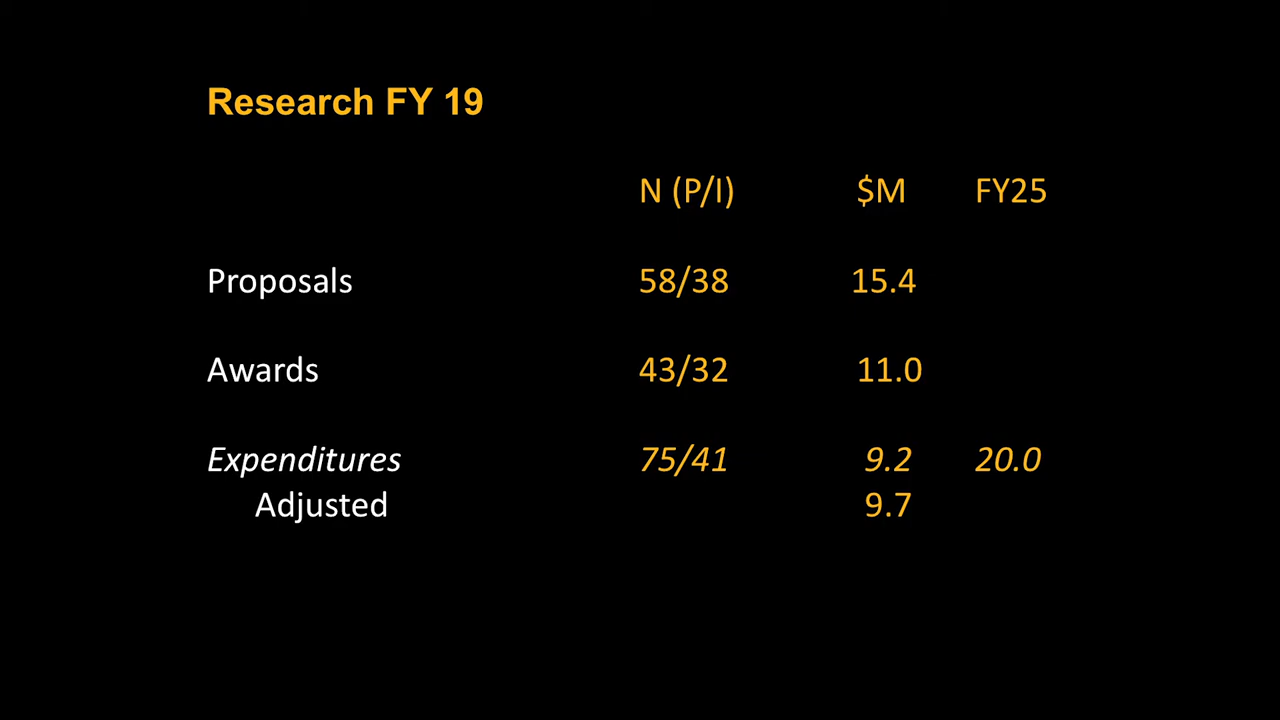 Research FY 19
N (P/I) $M FY25
Proposals 58/38 15.4
Awards 43/32 11.0
Expenditures 75/41 9.2 20.0
Adjusted 9.7